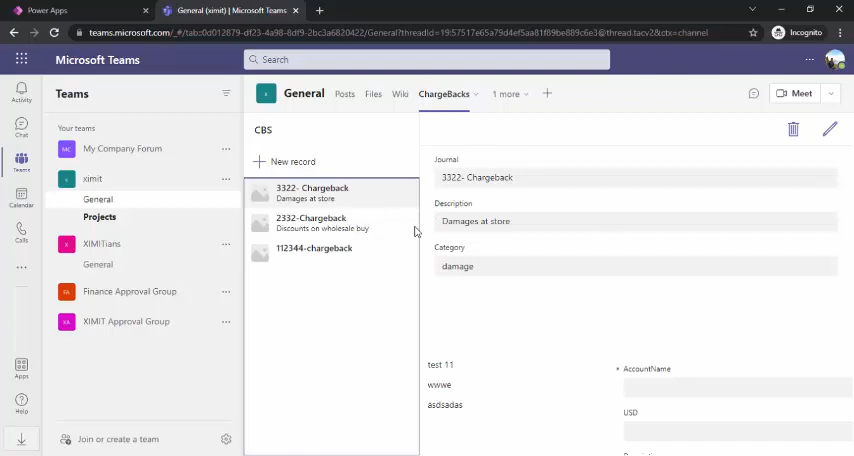 Power Apps
General (ximit) | Microsoft Teams
teams.microsoft.com/_#/tab::0d012879-df23-4a98-8df9-2bc3a6820422/General?threadId=19:57517e65a79d4ef5aa81f89be889c6e3@thread.tacv2&ctx=channel
Incognito
Microsoft Teams
Search
Activity
Chat
Teams
Calendar
Calls
Apps
Help
Teams
Your teams
MC My Company Forum
x ximit
General
Projects
X XIMITians
General
FA Finance Approval Group
XA XIMIT Approval Group
Join or create a team
x General Posts Files Wiki ChargeBacks 1 more
Meet
CBS
New record
3322- Chargeback
Damages at store
2332-Chargeback
Discounts on wholesale buy
112344-chargeback
Journal
3322- Chargeback
Description
Damages at store
Category
damage
test 11
wwwe
asdsadas
* AccountName
USD